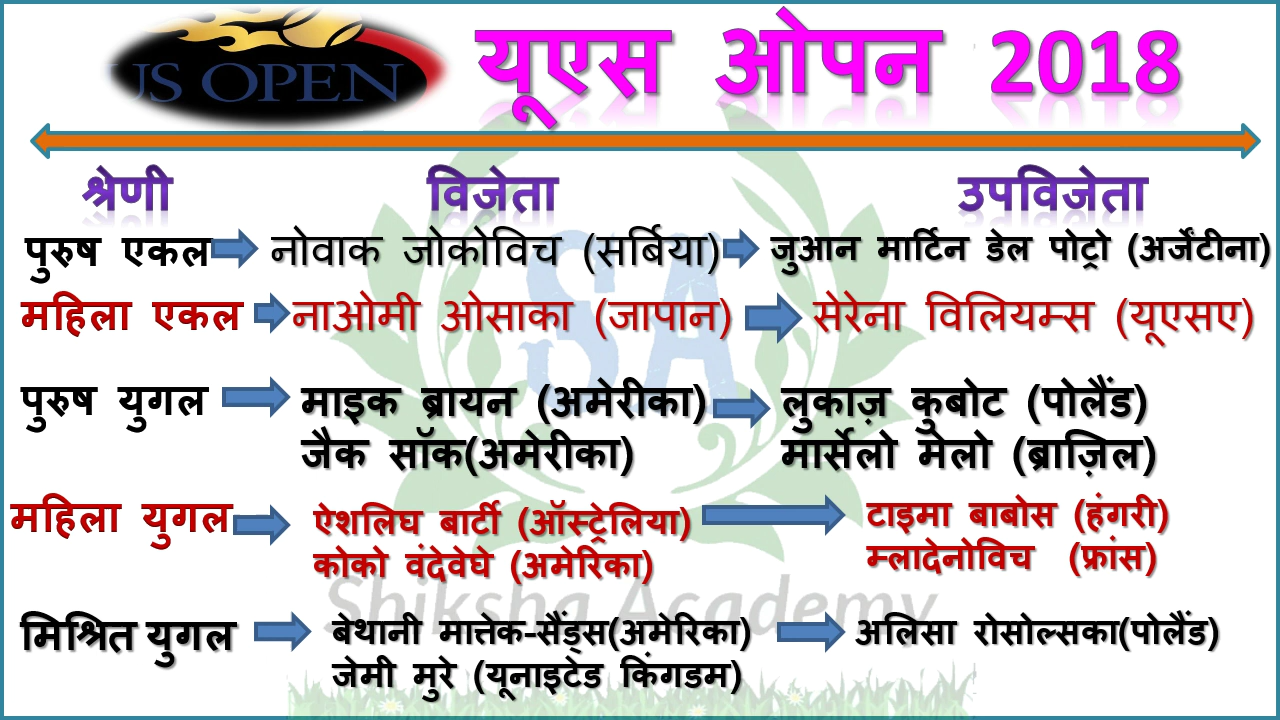 US OPEN
यूएस ओपन 2018
श्रेणी विजेता उपविजेता
पुरुष एकल नोवाक जोकोविच (सर्बिया) जुआन मार्टिन डेल पोट्रो (अर्जेंटीना)
महिला एकल नाओमी ओसाका (जापान) सेरेना विलियम्स (यूएसए)
पुरुष युगल माइक ब्रायन (अमेरीका) लुकाज़ कुबोट (पोलैंड)
जैक सॉक(अमेरीका) मार्सेलो मेलो (ब्राज़िल)
महिला युगल ऐशलिघ बार्टी (ऑस्ट्रेलिया) टाइमा बाबोस (हंगरी)
कोको वंदेवेघे (अमेरिका) म्लादेनोविच (फ्रांस)
SA
Shiksha Academy
मिश्रित युगल बेथानी मात्तेक-सैंड्स(अमेरिका) अलिसा रोसोल्सका(पोलैंड)
जेमी मुरे (यूनाइटेड किंगडम)